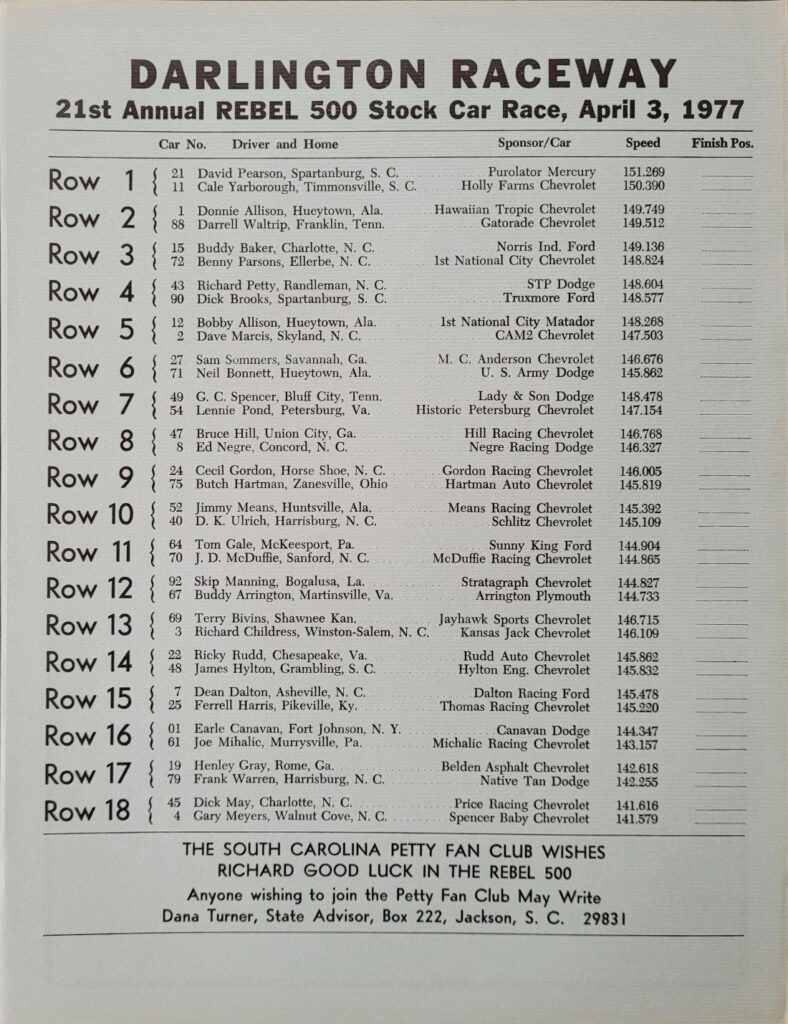 DARLINGTON RACEWAY
21st Annual REBEL 500 Stock Car Race, April 3, 1977
Car No. Driver and Home Sponsor/Car Speed Finish Pos.
Row 1 { 21 David Pearson, Spartanburg, S. C. Purolator Mercury 151.269
11 Cale Yarborough, Timmonsville, S. C. Holly Farms Chevrolet 150.390
Row 2 { 1 Donnie Allison, Hueytown, Ala. Hawaiian Tropic Chevrolet 149.749
88 Darrell Waltrip, Franklin, Tenn. Gatorade Chevrolet 149.512
Row 3 { 15 Buddy Baker, Charlotte, N. C. Norris Ind. Ford 149.136
72 Benny Parsons, Ellerbe, N. C. 1st National City Chevrolet 148.824
Row 4 { 43 Richard Petty, Randleman, N. C. STP Dodge 148.604
90 Dick Brooks, Spartanburg, S. C. Truxmore Ford 148.577
Row 5 { 12 Bobby Allison, Hueytown, Ala. 1st National City Matador 148.268
2 Dave Marcis, Skyland, N. C. CAM2 Chevrolet 147.503
Row 6 { 27 Sam Sommers, Savannah, Ga. M. C. Anderson Chevrolet 146.676
71 Neil Bonnett, Hueytown, Ala. U. S. Army Dodge 145.862
Row 7 { 49 G. C. Spencer, Bluff City, Tenn. Lady & Son Dodge 148.478
54 Lennie Pond, Petersburg, Va. Historic Petersburg Chevrolet 147.154
Row 8 { 47 Bruce Hill, Union City, Ga. Hill Racing Chevrolet 146.768
8 Ed Negre, Concord, N. C. Negre Racing Dodge 146.327
Row 9 { 24 Cecil Gordon, Horse Shoe, N. C. Gordon Racing Chevrolet 146.005
75 Butch Hartman, Zanesville, Ohio Hartman Auto Chevrolet 145.819
Row 10 { 52 Jimmy Means, Huntsville, Ala. Means Racing Chevrolet 145.392
40 D. K. Ulrich, Harrisburg, N. C. Schlitz Chevrolet 145.109
Row 11 { 64 Tom Gale, McKeesport, Pa. Sunny King Ford 144.904
70 J. D. McDuffie, Sanford, N. C. McDuffie Racing Chevrolet 144.865
Row 12 { 92 Skip Manning, Bogalusa, La. Stratagraph Chevrolet 144.827
67 Buddy Arrington, Martinsville, Va. Arrington Plymouth 144.733
Row 13 { 69 Terry Bivins, Shawnee Kan. Jayhawk Sports Chevrolet 146.715
3 Richard Childress, Winston-Salem, N. C. Kansas Jack Chevrolet 146.109
Row 14 { 22 Ricky Rudd, Chesapeake, Va. Rudd Auto Chevrolet 145.862
48 James Hylton, Grambling, S. C. Hylton Eng. Chevrolet 145.832
Row 15 { 7 Dean Dalton, Asheville, N. C. Dalton Racing Ford 145.478
25 Ferrell Harris, Pikeville, Ky. Thomas Racing Chevrolet 145.220
Row 16 { 01 Earle Canavan, Fort Johnson, N. Y. Canavan Dodge 144.347
61 Joe Mihalic, Murrysville, Pa. Michalic Racing Chevrolet 143.157
Row 17 { 19 Henley Gray, Rome, Ga. Belden Asphalt Chevrolet 142.618
79 Frank Warren, Harrisburg, N. C. Native Tan Dodge 142.255
Row 18 { 45 Dick May, Charlotte, N. C. Price Racing Chevrolet 141.616
4 Gary Meyers, Walnut Cove, N. C. Spencer Baby Chevrolet 141.579
THE SOUTH CAROLINA PETTY FAN CLUB WISHES
RICHARD GOOD LUCK IN THE REBEL 500
Anyone wishing to join the Petty Fan Club May Write
Dana Turner, State Advisor, Box 222, Jackson, S. C. 29831